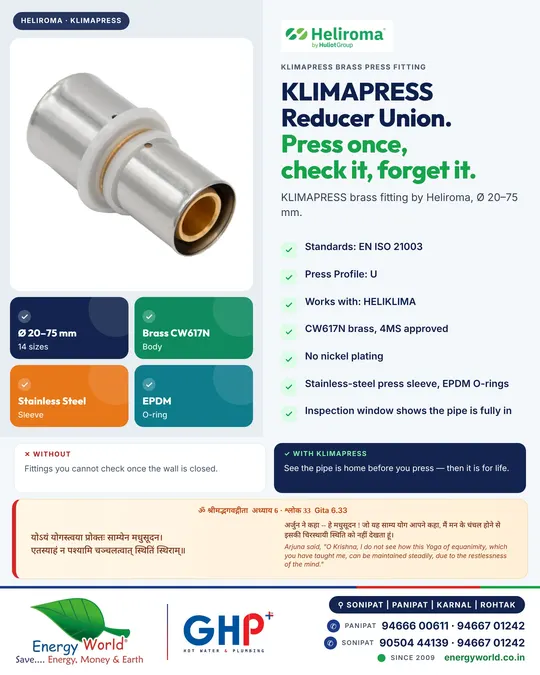 HELIROMA · KLIMAPRESS
Heliroma®
by HuliotGroup
KLIMAPRESS BRASS PRESS FITTING
KLIMAPRESS
Reducer Union.
Press once,
check it, forget it.
KLIMAPRESS brass fitting by Heliroma, Ø 20–75
mm.
Standards: EN ISO 21003
Press Profile: U
Works with: HELIKLIMA
CW617N brass, 4MS approved
No nickel plating
Stainless-steel press sleeve, EPDM O-rings
Inspection window shows the pipe is fully in
Ø 20–75 mm
14 sizes
Brass CW617N
Body
Stainless Steel
Sleeve
EPDM
O-ring
× WITHOUT
Fittings you cannot check once the wall is closed.
✓ WITH KLIMAPRESS
See the pipe is home before you press — then it is for life.
ॐ श्रीमद्भगवद्गीता अध्याय 6 · श्लोक 33 Gita 6.33
योऽयं योगस्त्वया प्रोक्तः साम्येन मधुसूदन।
एतस्याहं न पश्यामि चञ्चलत्वात् स्थितिं स्थिराम्॥
अर्जुन ने कहा – हे मधुसूदन ! जो यह साम्य योग आपने कहा, मैं मन के चंचल होने से
इसकी चिरस्थायी स्थिति को नहीं देखता हूं।
Arjuna said, "O Krishna, I do not see how this Yoga of equanimity, which
you have taught me, can be maintained steadily, due to the restlessness
of the mind."
Energy World®
Save.... Energy, Money & Earth
GHP+
HOT WATER & PLUMBING
SONIPAT | PANIPAT | KARNAL | ROHTAK
PANIPAT 94666 00611 · 94667 01242
SONIPAT 90504 44139 · 94667 01242
SINCE 2009 energyworld.co.in